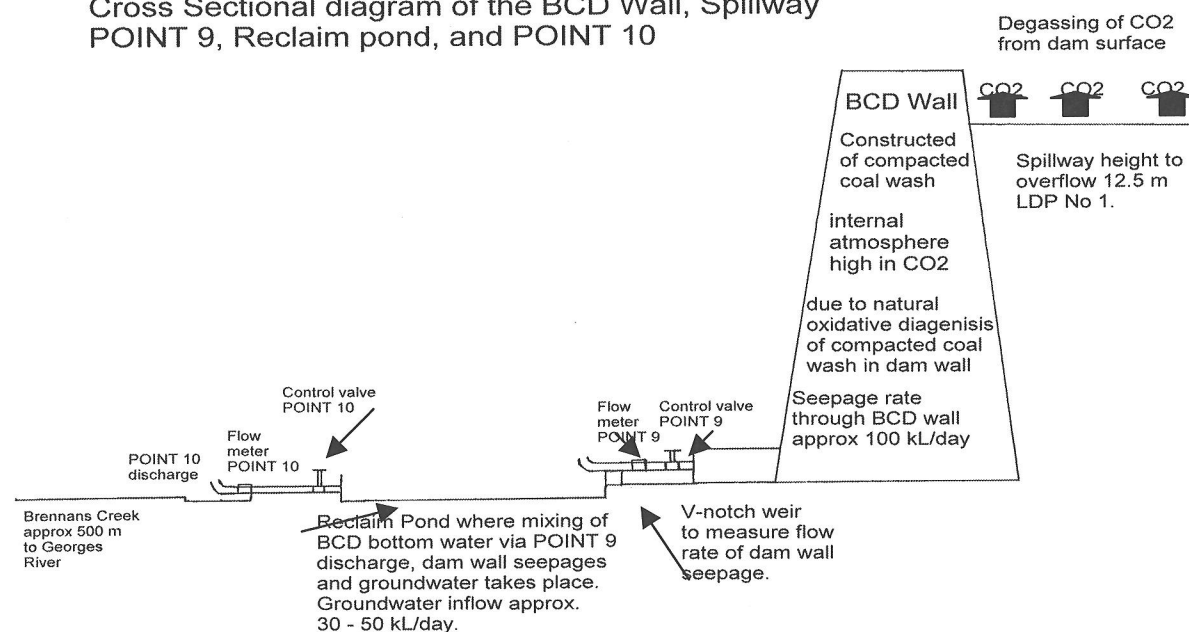 Cross Sectional diagram of the BCD Wall, Spillway
POINT 9, Reclaim pond, and POINT 10
Degassing of CO2
from dam surface
CO2 CO2 CO2
BCD Wall
Constructed
of compacted
coal wash
internal
atmosphere
high in CO2
due to natural
oxidative diagenisis
of compacted coal
wash in dam wall
Seepage rate
through BCD wall
approx 100 kL/day
Spillway height to
overflow 12.5 m
LDP No 1.
Control valve
POINT 10
Flow
meter
POINT 10
POINT 10
discharge
Flow
meter
POINT 9
Control valve
POINT 9
Brennans Creek
approx 500 m
to Georges
River
Reclaim Pond where mixing of
BCD bottom water via POINT 9
discharge, dam wall seepages
and groundwater takes place.
Groundwater inflow approx.
30 - 50 kL/day.
V-notch weir
to measure flow
rate of dam wall
seepage.